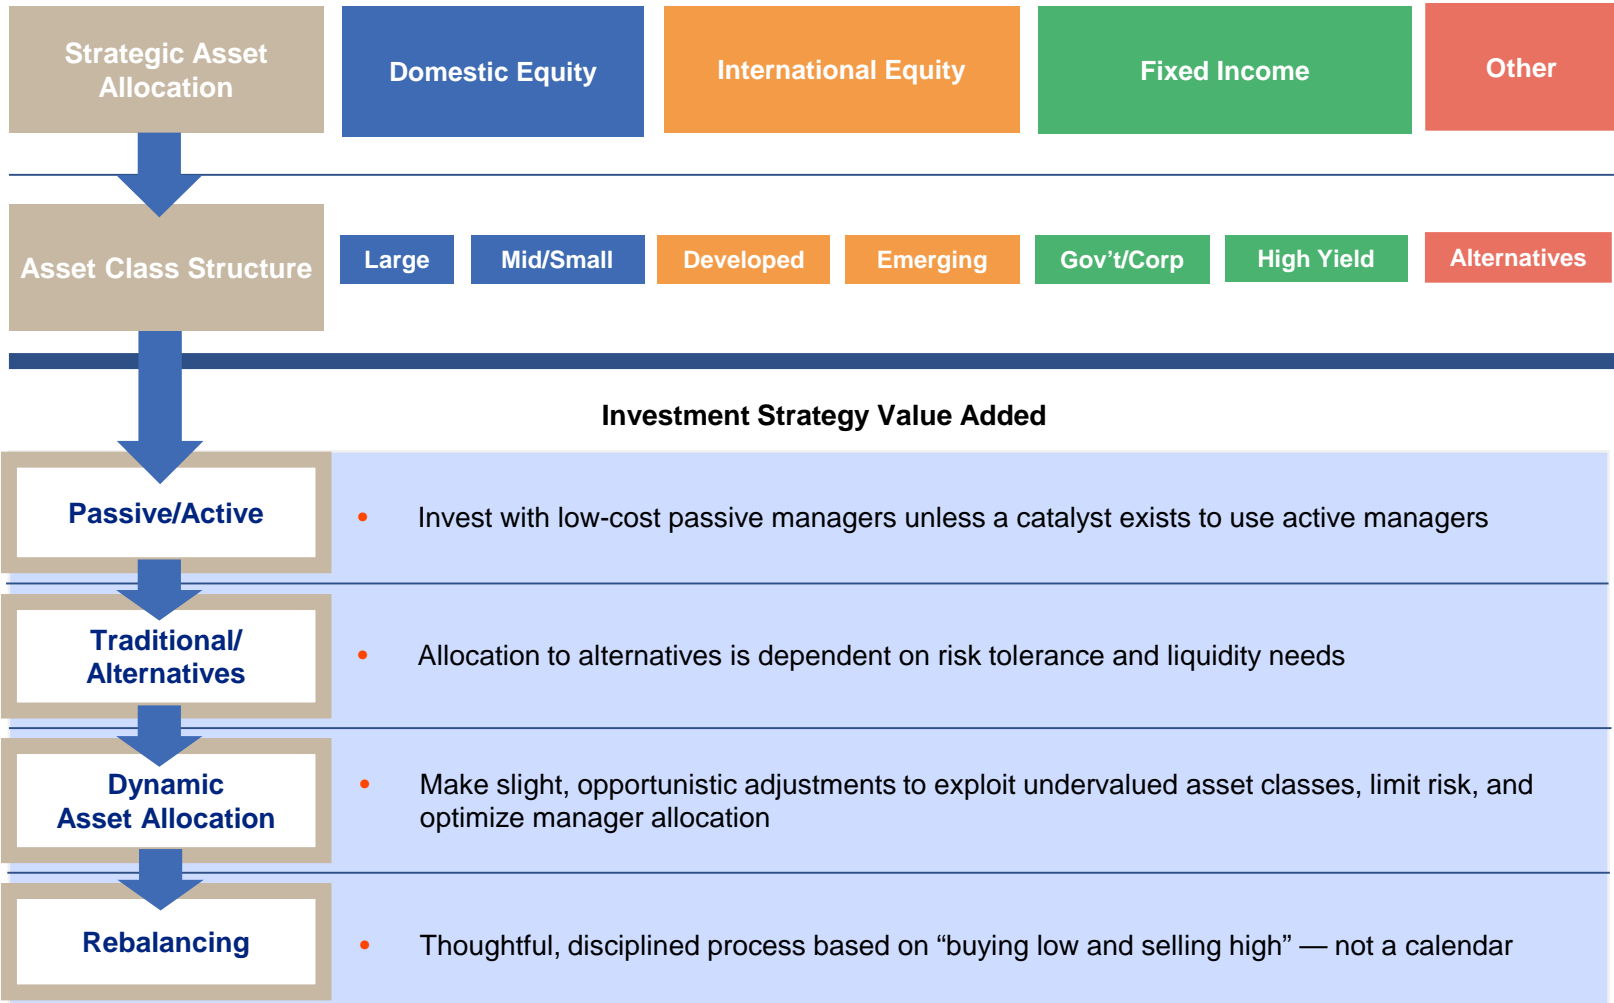 Strategic Asset
Allocation
Domestic Equity
International Equity
Fixed Income
Other
Asset Class Structure
Large
Mid/Small
Developed
Emerging
Gov’t/Corp
High Yield
Alternatives
Investment Strategy Value Added
Passive/Active
• Invest with low-cost passive managers unless a catalyst exists to use active managers
Traditional/
Alternatives
• Allocation to alternatives is dependent on risk tolerance and liquidity needs
Dynamic
Asset Allocation
• Make slight, opportunistic adjustments to exploit undervalued asset classes, limit risk, and
optimize manager allocation
Rebalancing
• Thoughtful, disciplined process based on “buying low and selling high” — not a calendar